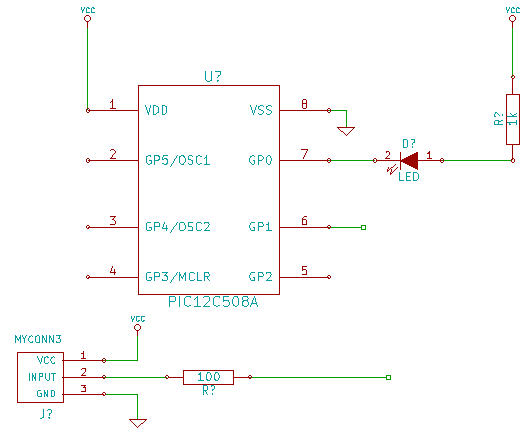 VCC
VCC
U?
1 VDD VSS 8
R? 1k
2 GP5/OSC1 GP0 7
D?
2 1
LED
3 GP4/OSC2 GP1 6
4 GP3/MCLR GP2 5
PIC12C508A
VCC
MYCONN3
VCC 1
INPUT 2
GND 3
100
R?
J?